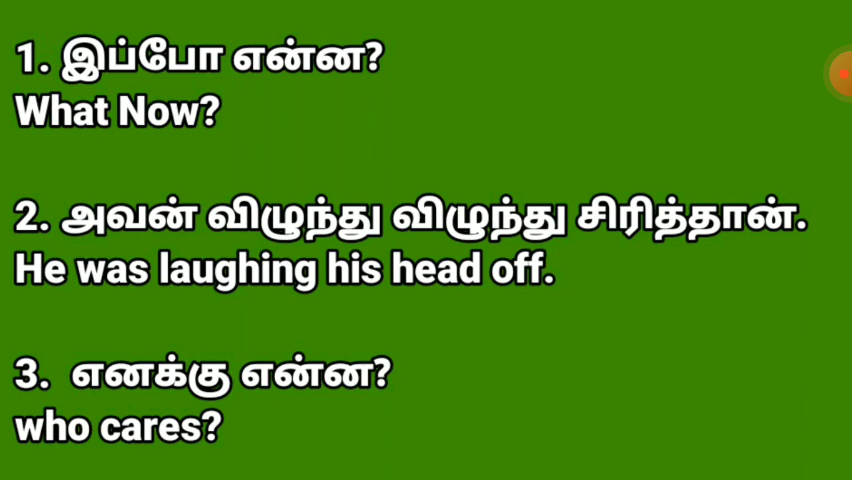 1. இப்போ என்ன?
What Now?
2. அவன் விழுந்து விழுந்து சிரித்தான்.
He was laughing his head off.
3. எனக்கு என்ன?
who cares?